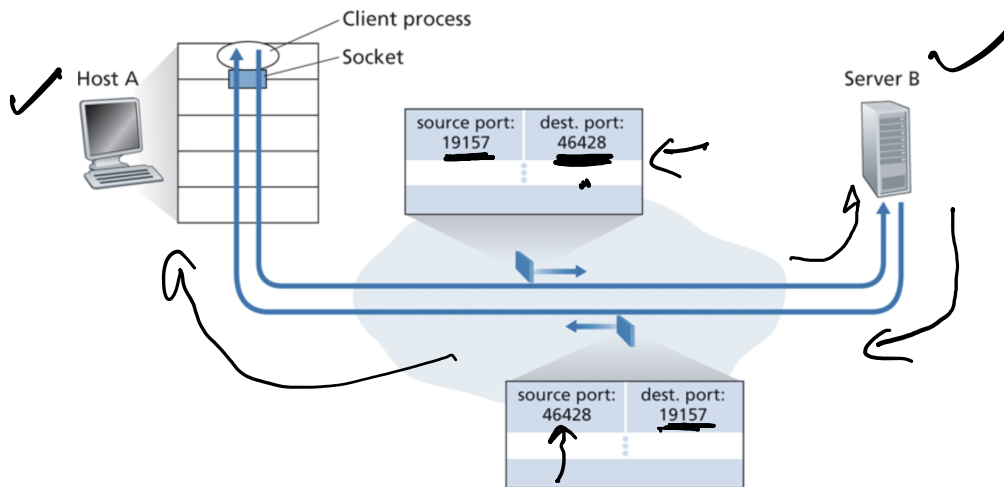 Client process
Socket
Host A
Server B
source port:
19157
dest. port:
46428
source port:
46428
dest. port:
19157